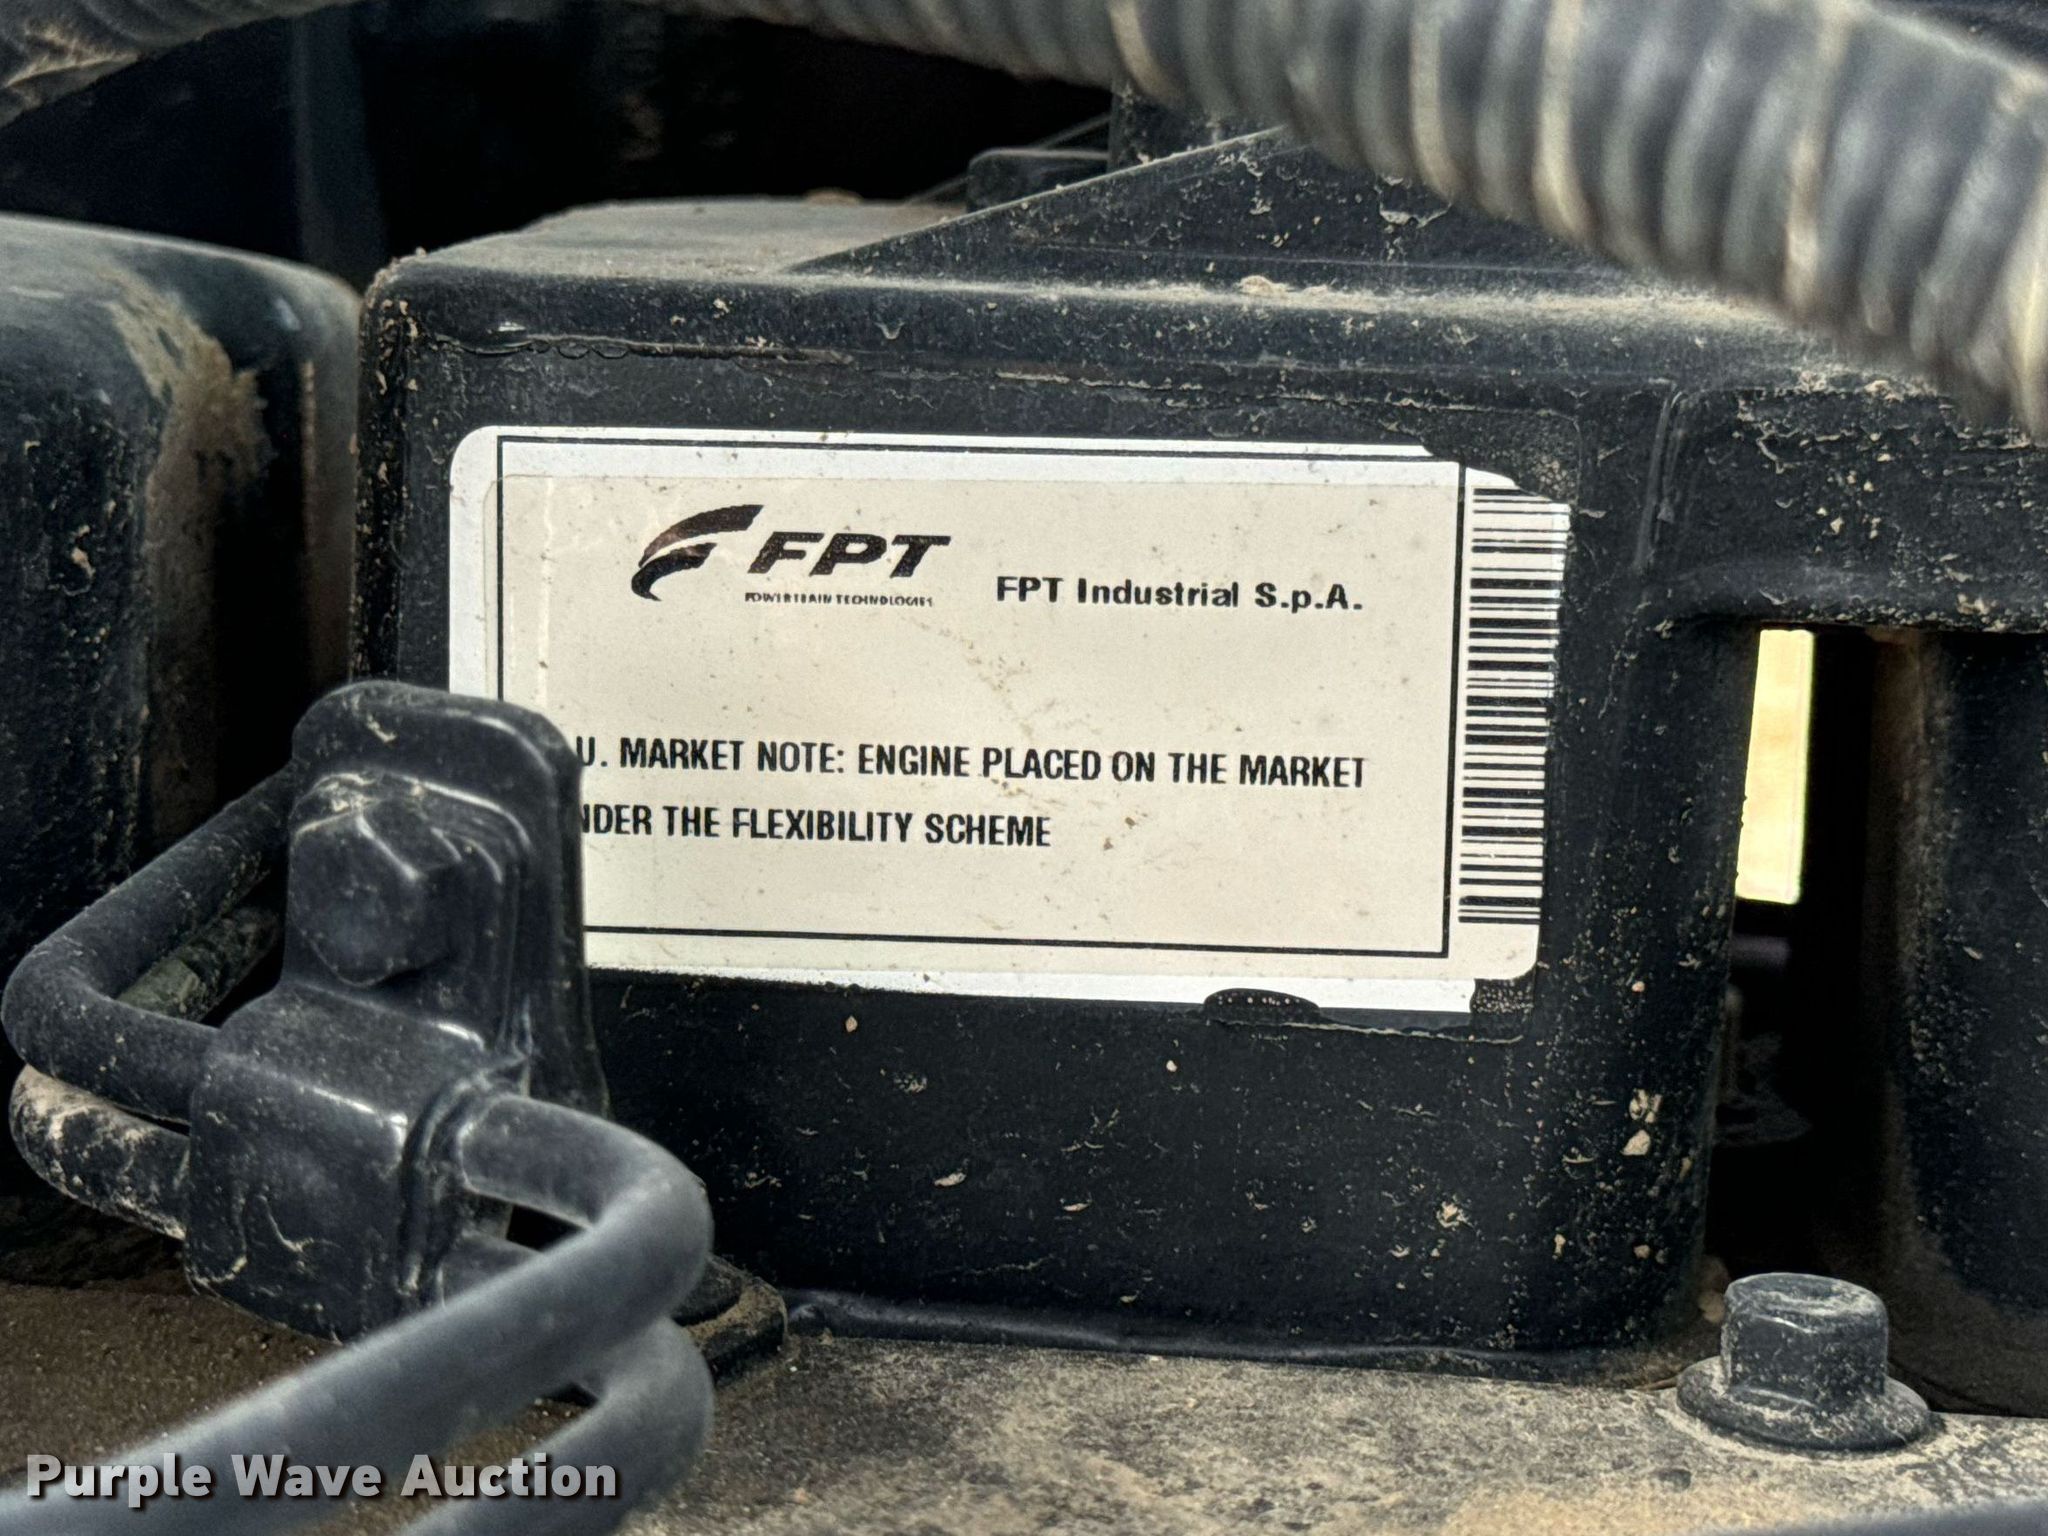 FPT
POWERTRAIN TECHNOLOGIES
FPT Industrial S.p.A.
U. MARKET NOTE: ENGINE PLACED ON THE MARKET
NDER THE FLEXIBILITY SCHEME
Purple Wave Auction